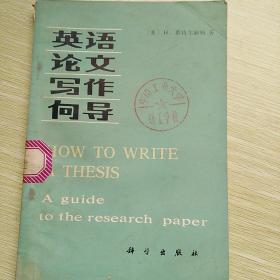 英语
论文
写作
向导
HOW TO WRITE
THESIS
A guide
to the research paper
科学出版社